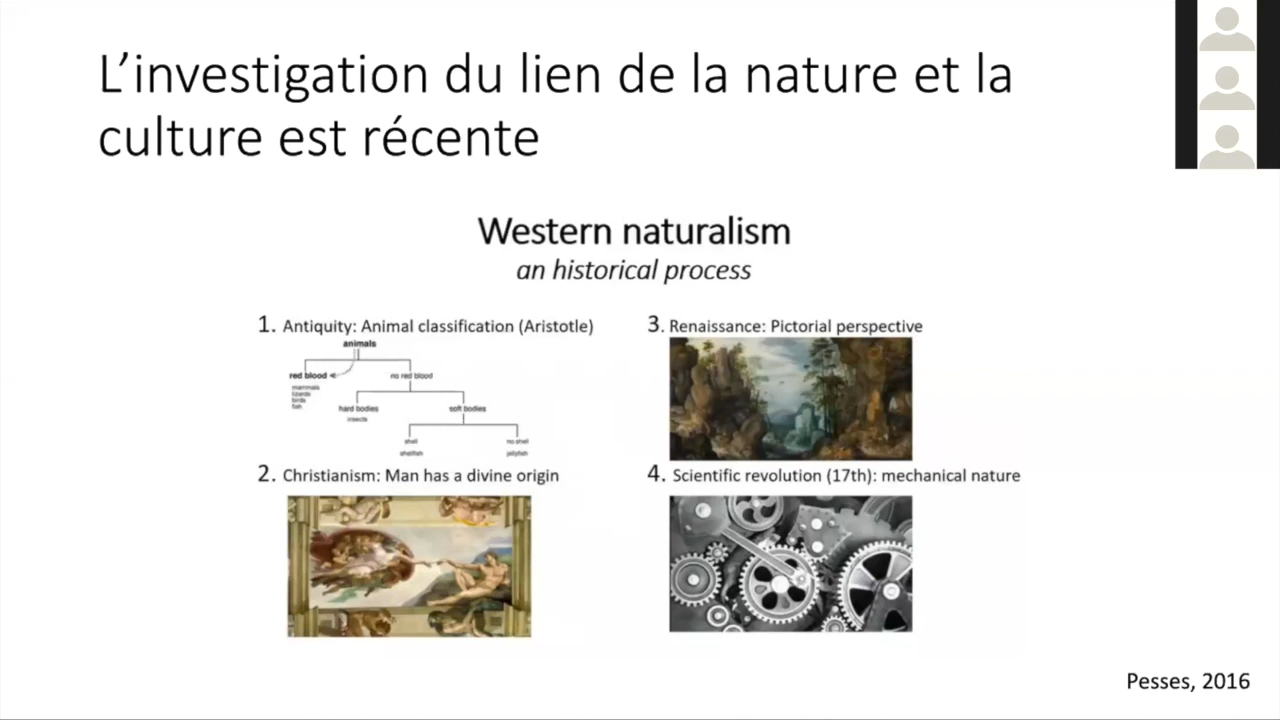 L'investigation du lien de la nature et la
culture est récente
Western naturalism
an historical process
1. Antiquity: Animal classification (Aristotle)
animals
red blood
no red blood
mammals
lizards
birds
fish
hard bodies
soft bodies
insects
shell
no shell
shellfish
jellyfish
2. Christianism: Man has a divine origin
3. Renaissance: Pictorial perspective
4. Scientific revolution (17th): mechanical nature
Pesses, 2016